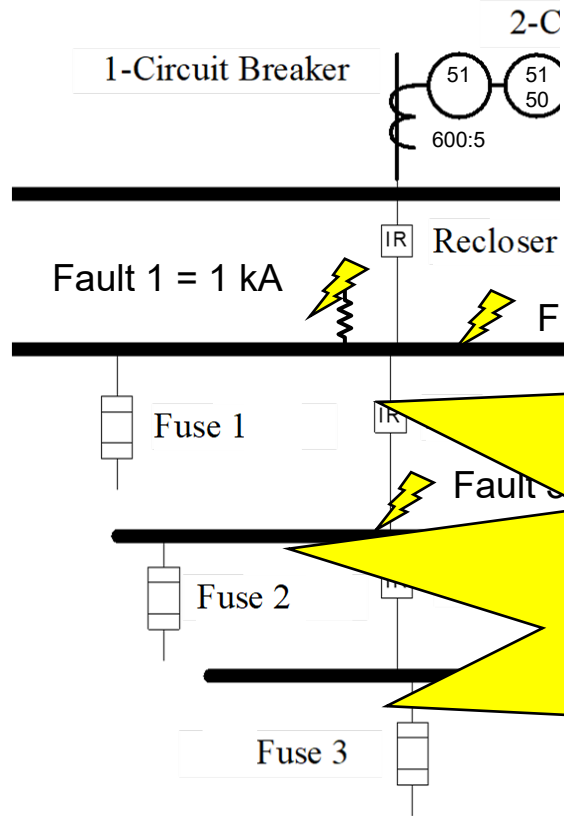 2-C
1-Circuit Breaker
51
51
50
600:5
IR
Recloser
Fault 1 = 1 kA
F
Fuse 1
IR
Fault
Fuse 2
Fuse 3